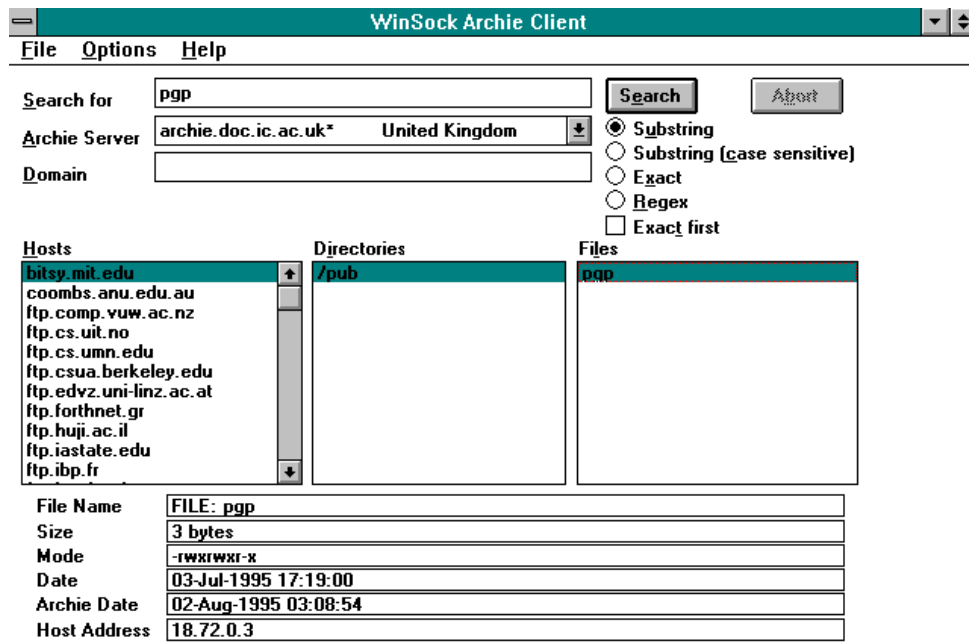 WinSock Archie Client
File Options Help
Search for pgp Search Abort
Archie Server archie.doc.ic.ac.uk* United Kingdom
Domain
Substring
Substring (case sensitive)
Exact
Regex
Exact first
Hosts Directories Files
bitsy.mit.edu /pub pgp
coombs.anu.edu.au
ftp.comp.vuw.ac.nz
ftp.cs.uit.no
ftp.cs.umn.edu
ftp.csua.berkeley.edu
ftp.edvz.uni-linz.ac.at
ftp.forthnet.gr
ftp.huji.ac.il
ftp.iastate.edu
ftp.ibp.fr
File Name FILE: pgp
Size 3 bytes
Mode -rwxrwxr-x
Date 03-Jul-1995 17:19:00
Archie Date 02-Aug-1995 03:08:54
Host Address 18.72.0.3